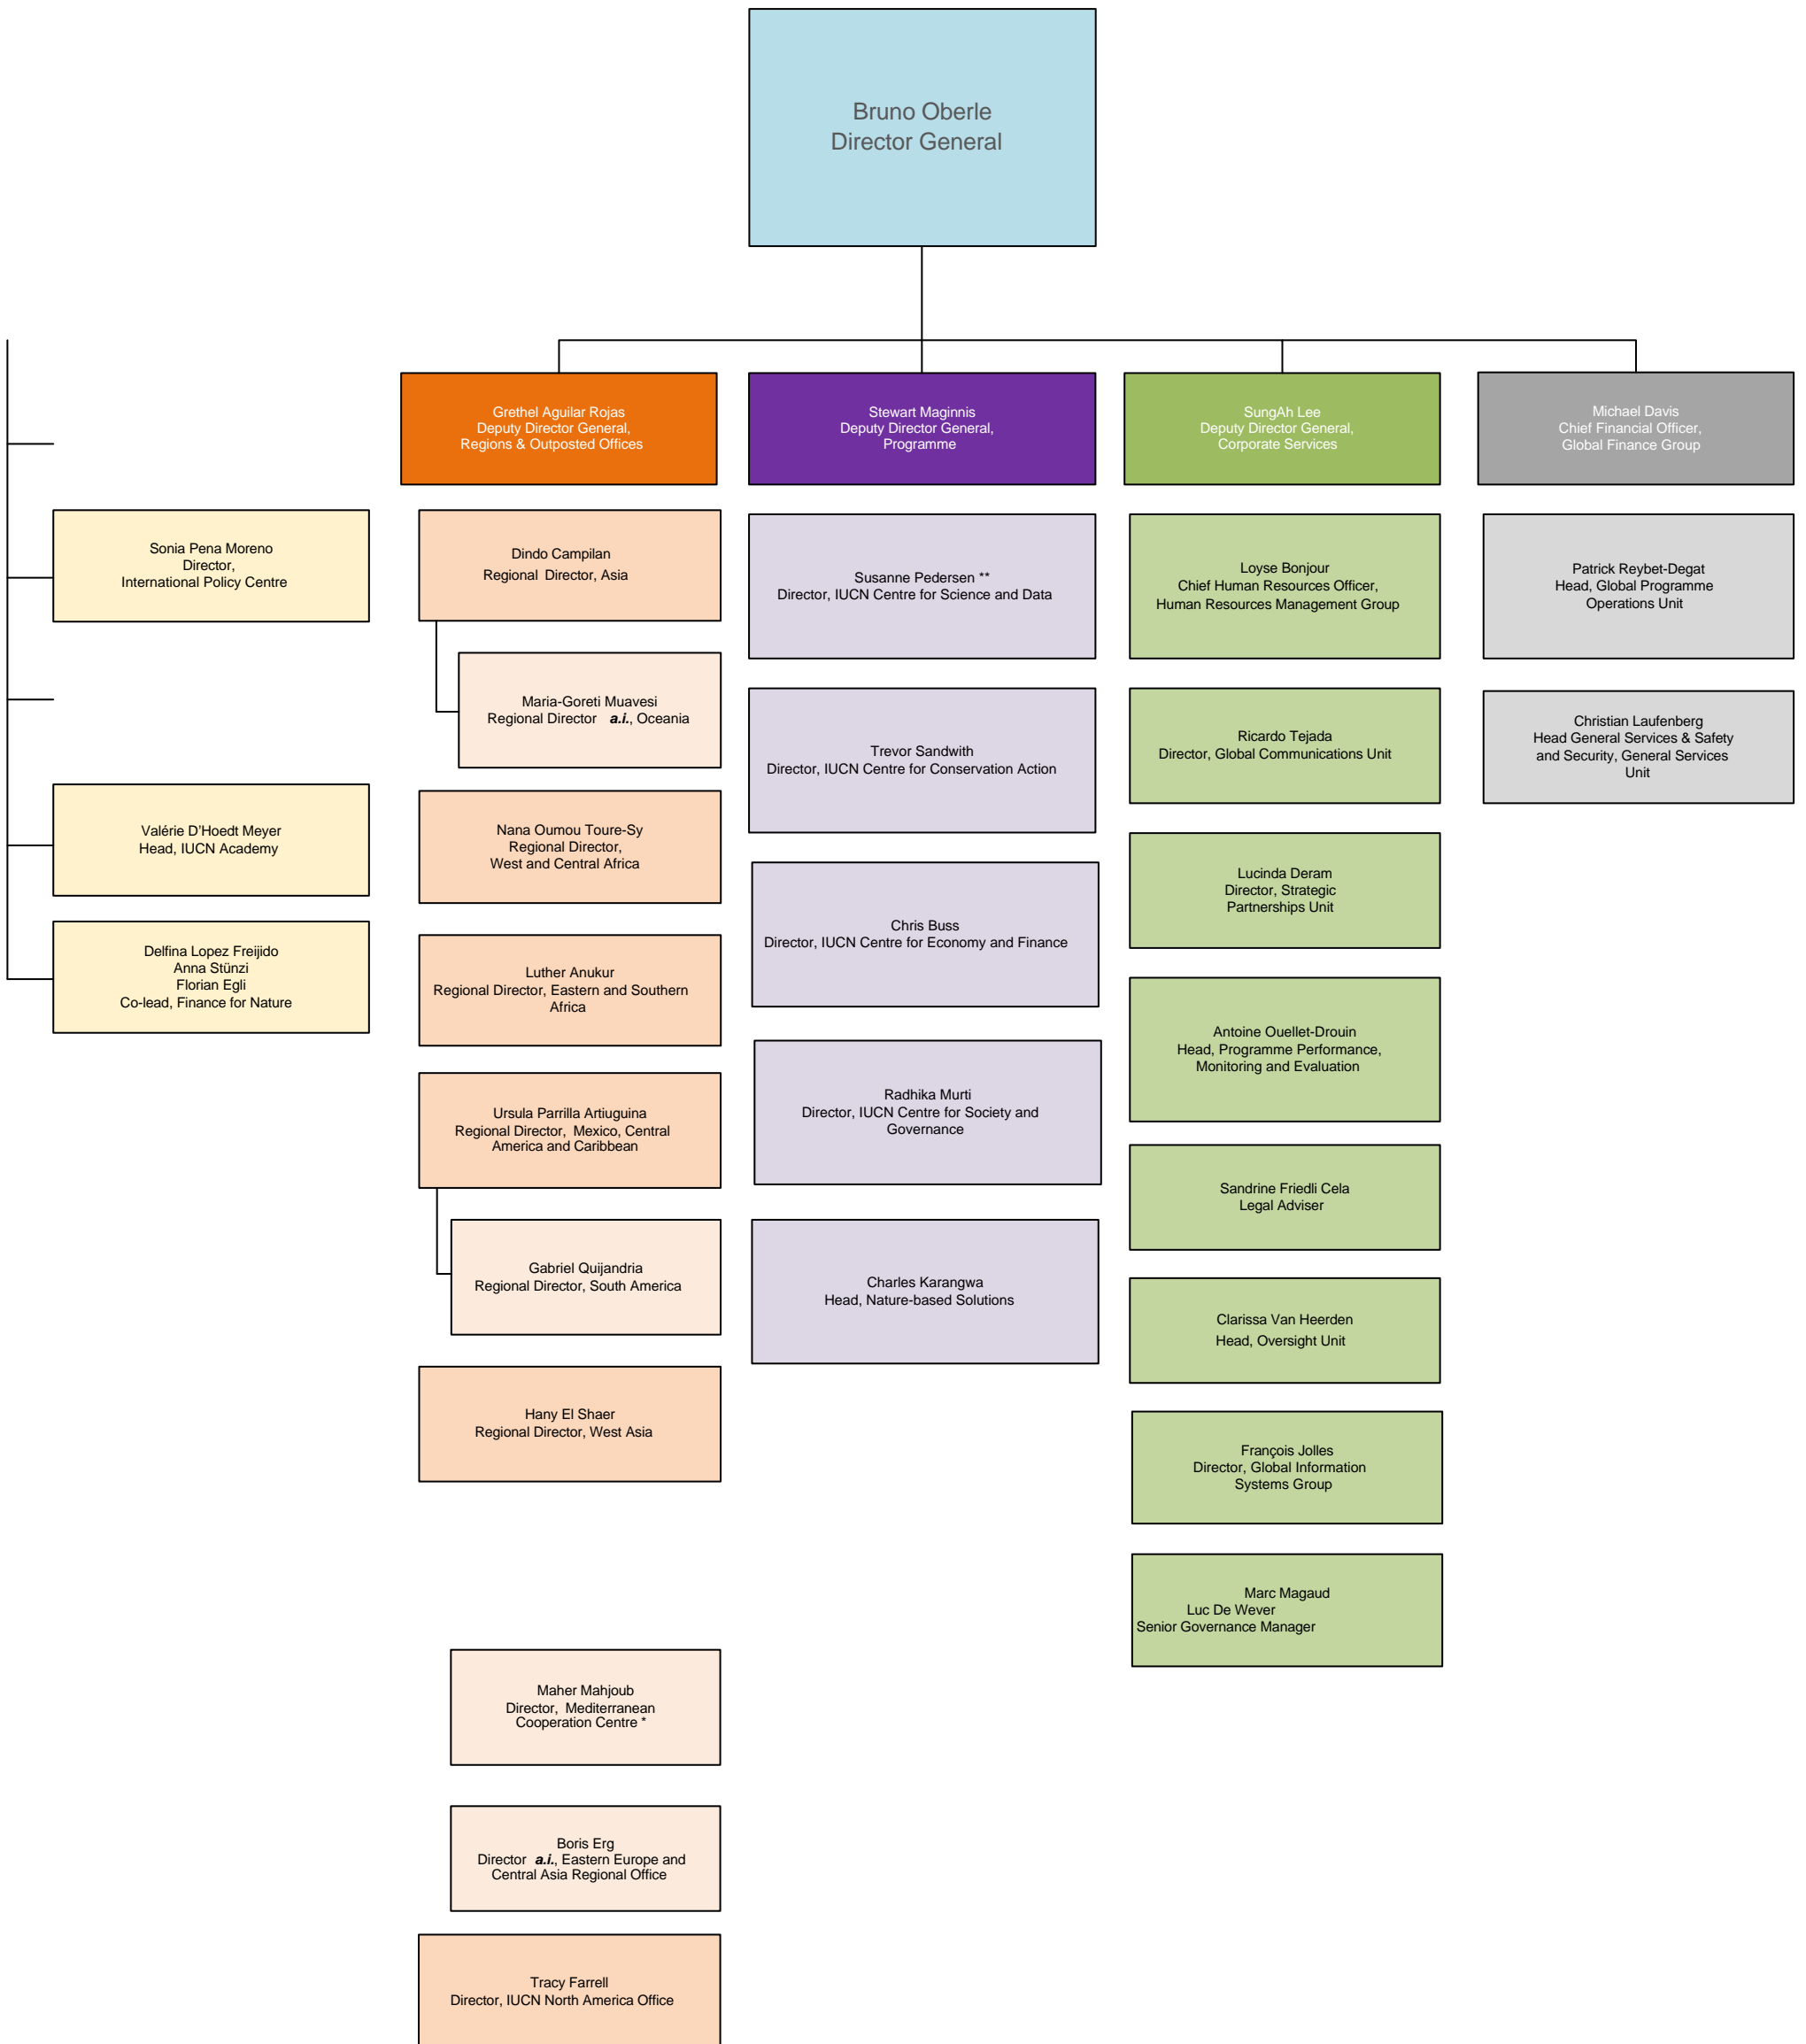 Bruno Oberle
Director General
Grethel Aguilar Rojas
Deputy Director General,
Regions & Outposted Offices
Stewart Maginnis
Deputy Director General,
Programme
SungAh Lee
Deputy Director General,
Corporate Services
Michael Davis
Chief Financial Officer,
Global Finance Group
Sonia Pena Moreno
Director,
International Policy Centre
Valérie D'Hoedt Meyer
Head, IUCN Academy
Delfina Lopez Freijido
Anna Stünzi
Florian Egli
Co-lead, Finance for Nature
Dindo Campilan
Regional Director, Asia
Maria-Goreti Muavesi
Regional Director a.i., Oceania
Nana Oumou Toure-Sy
Regional Director,
West and Central Africa
Luther Anukur
Regional Director, Eastern and Southern
Africa
Ursula Parrilla Artiuguina
Regional Director, Mexico, Central
America and Caribbean
Gabriel Quijandria
Regional Director, South America
Hany El Shaer
Regional Director, West Asia
Maher Mahjoub
Director, Mediterranean
Cooperation Centre *
Boris Erg
Director a.i., Eastern Europe and
Central Asia Regional Office
Tracy Farrell
Director, IUCN North America Office
Susanne Pedersen **
Director, IUCN Centre for Science and Data
Trevor Sandwith
Director, IUCN Centre for Conservation Action
Chris Buss
Director, IUCN Centre for Economy and Finance
Radhika Murti
Director, IUCN Centre for Society and
Governance
Charles Karangwa
Head, Nature-based Solutions
Loyse Bonjour
Chief Human Resources Officer,
Human Resources Management Group
Ricardo Tejada
Director, Global Communications Unit
Lucinda Deram
Director, Strategic
Partnerships Unit
Antoine Ouellet-Drouin
Head, Programme Performance,
Monitoring and Evaluation
Sandrine Friedli Cela
Legal Adviser
Clarissa Van Heerden
Head, Oversight Unit
François Jolles
Director, Global Information
Systems Group
Marc Magaud
Luc De Wever
Senior Governance Manager
Patrick Reybet-Degat
Head, Global Programme
Operations Unit
Christian Laufenberg
Head General Services & Safety
and Security, General Services
Unit